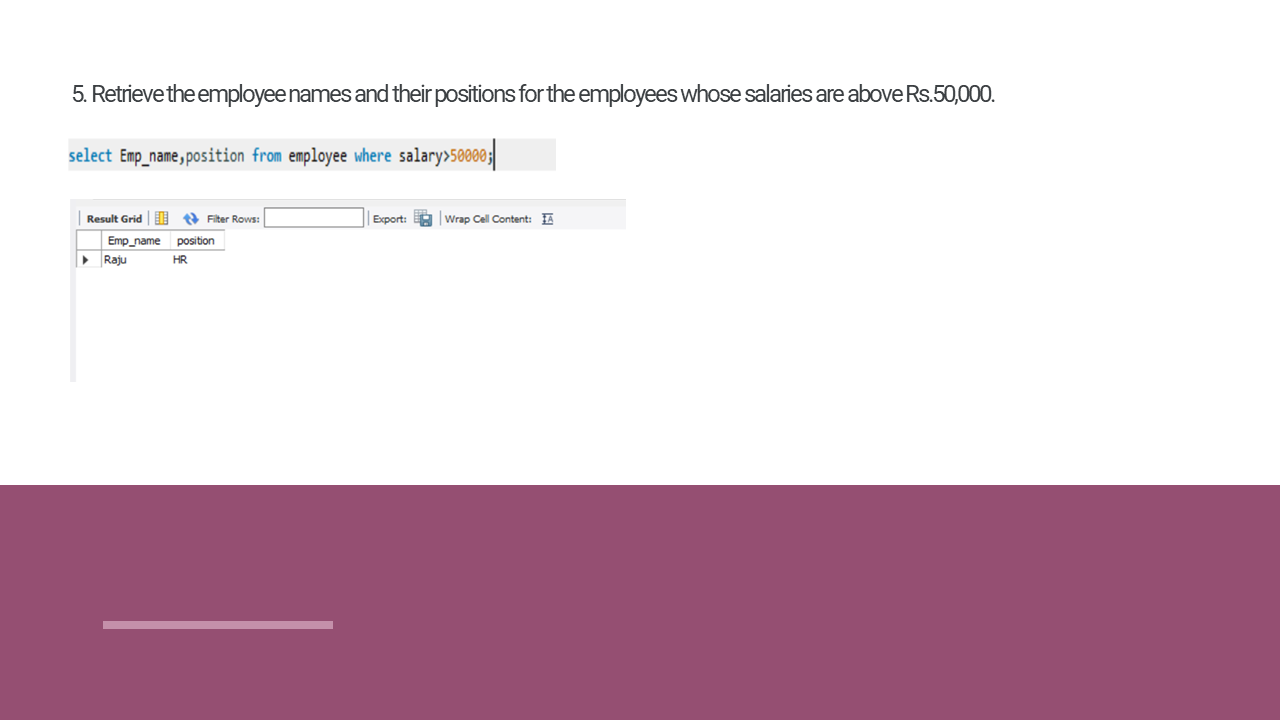 5. Retrieve the employee names and their positions for the employees whose salaries are above Rs.50,000.
select Emp_name,position from employee where salary>50000;
Result Grid Filter Rows: Export: Wrap Cell Content:
Emp_name position
Raju HR